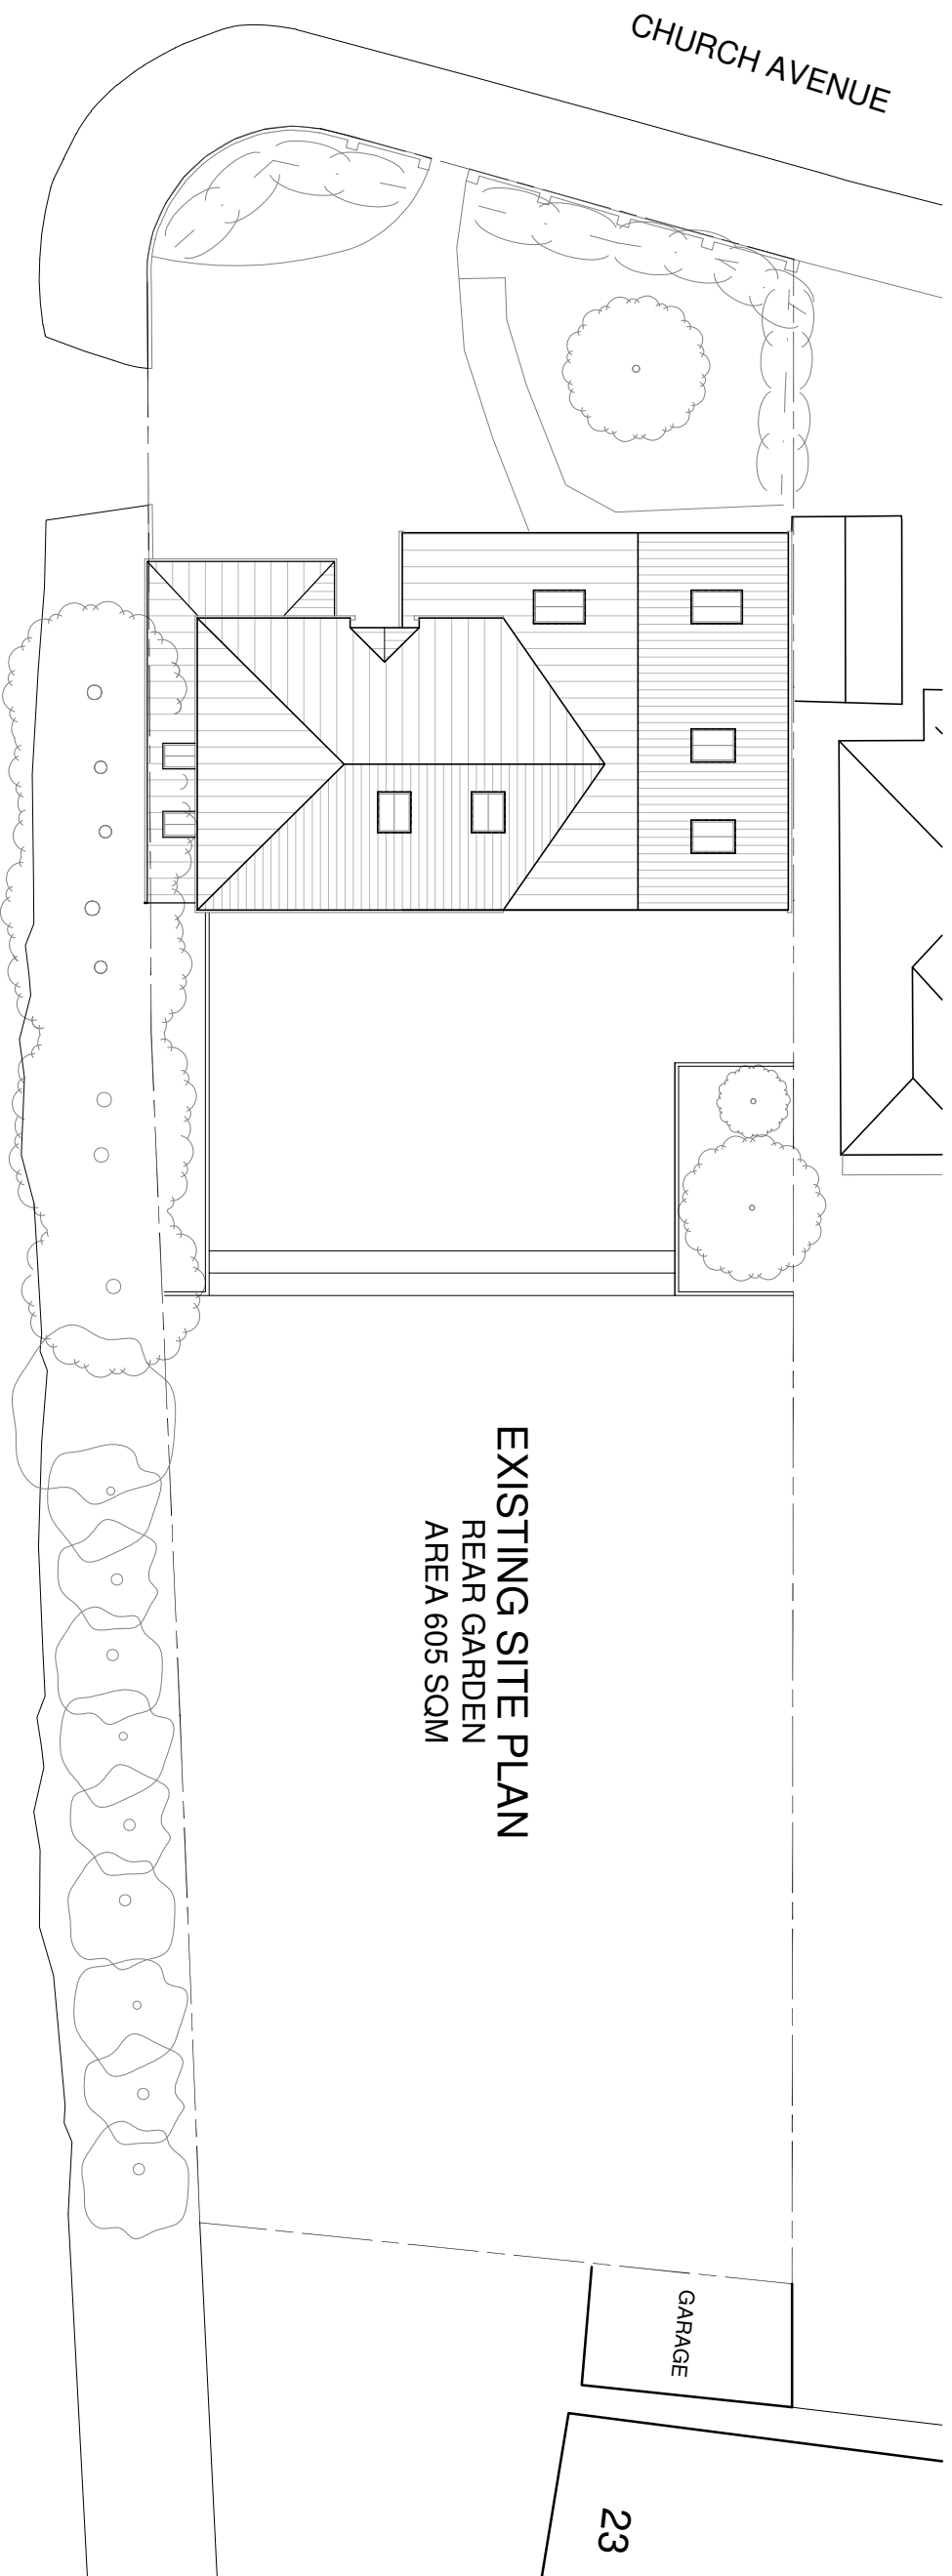 CHURCH AVENUE
EXISTING SITE PLAN
REAR GARDEN
AREA 605 SQM
GARAGE
23